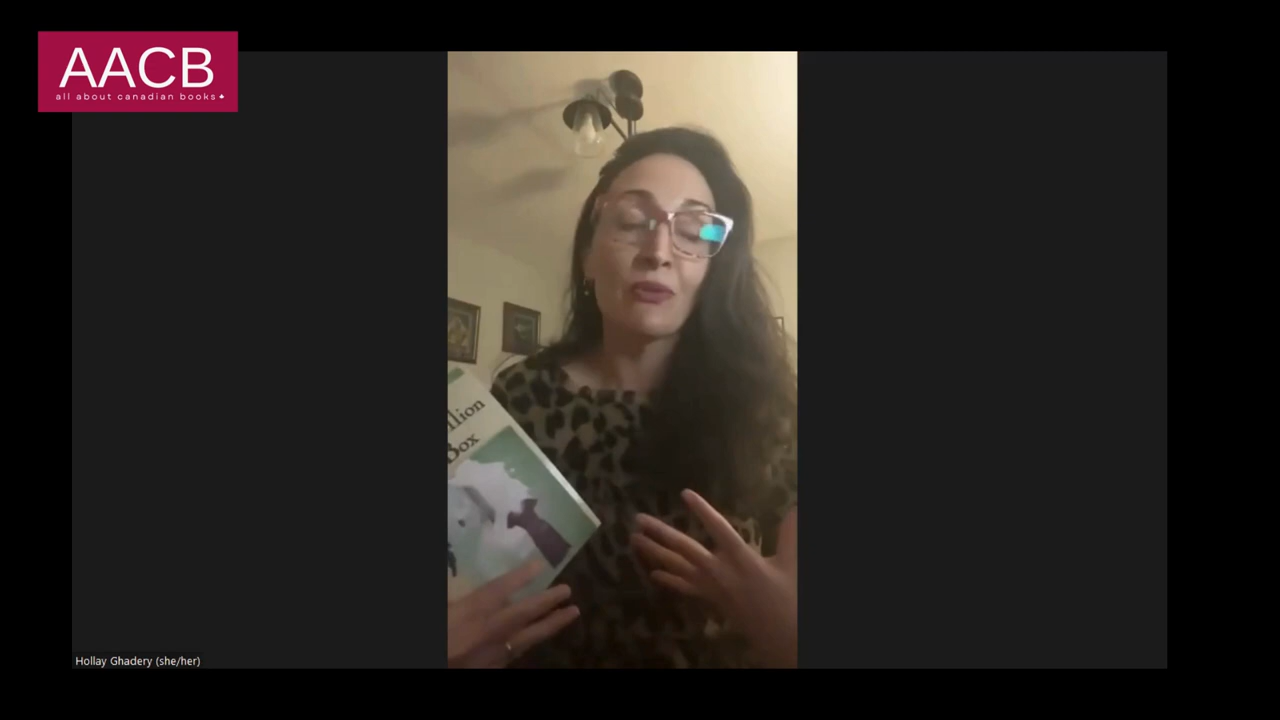 AACB
all about canadian books
llion
Box
Hollay Ghadery (she/her)